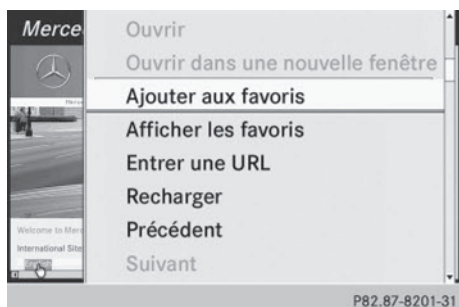 Merce
Ouvrir
Ouvrir dans une nouvelle fenêtre
Ajouter aux favoris
Afficher les favoris
Entrer une URL
Recharger
Précédent
Suivant
Welcome to Merc
International Site
P82.87-8201-31